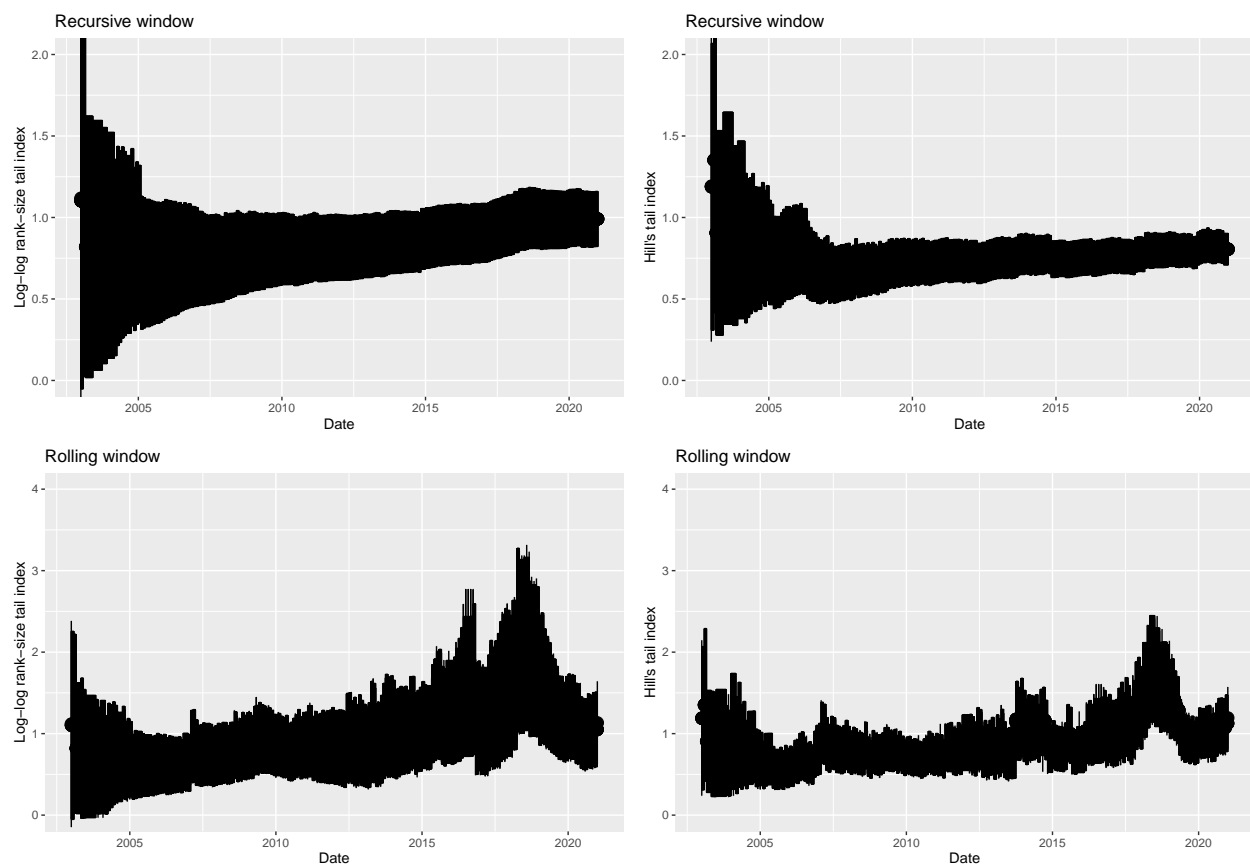 Recursive window
Log−log rank−size tail index
2.0
1.5
1.0
0.5
0.0
2005 2010 2015 2020
Date
Recursive window
Hill's tail index
2.0
1.5
1.0
0.5
0.0
2005 2010 2015 2020
Date
Rolling window
Log−log rank−size tail index
4
3
2
1
0
2005 2010 2015 2020
Date
Rolling window
Hill's tail index
4
3
2
1
0
2005 2010 2015 2020
Date